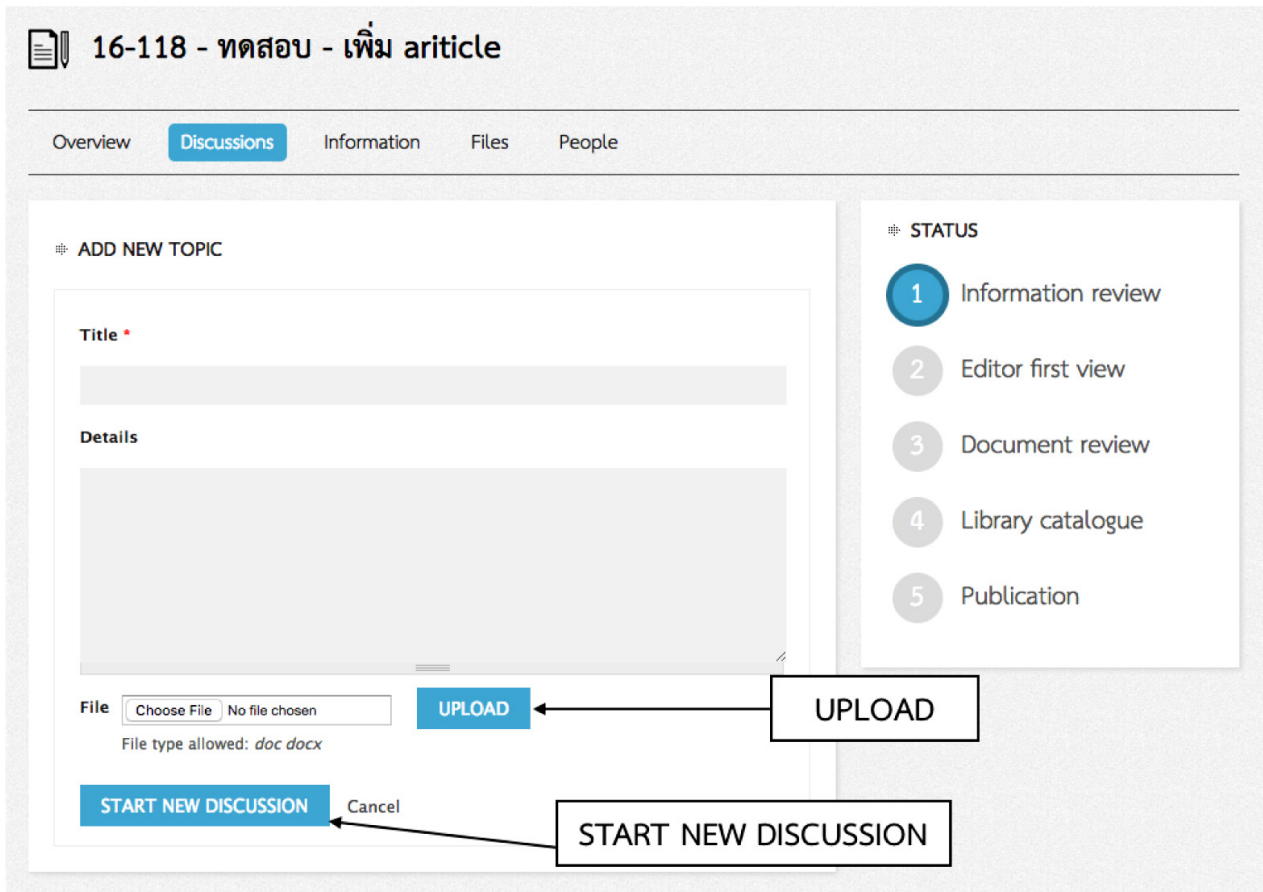 16-118 - ทดสอบ - เพิ่ม ariticle
Overview Discussions Information Files People
ADD NEW TOPIC
Title *
Details
File Choose File No file chosen UPLOAD
File type allowed: doc docx
START NEW DISCUSSION Cancel
STATUS
1 Information review
2 Editor first view
3 Document review
4 Library catalogue
5 Publication
UPLOAD
START NEW DISCUSSION